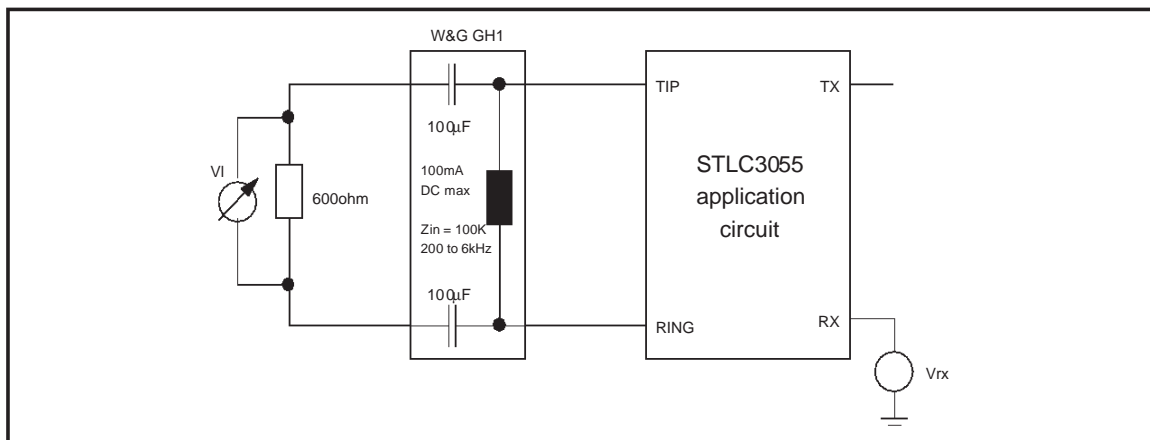 W&G GH1
TIP
TX
100μF
VI
600ohm
100mA
DC max
Zin = 100K
200 to 6kHz
STLC3055
application
circuit
100μF
RING
RX
Vrx